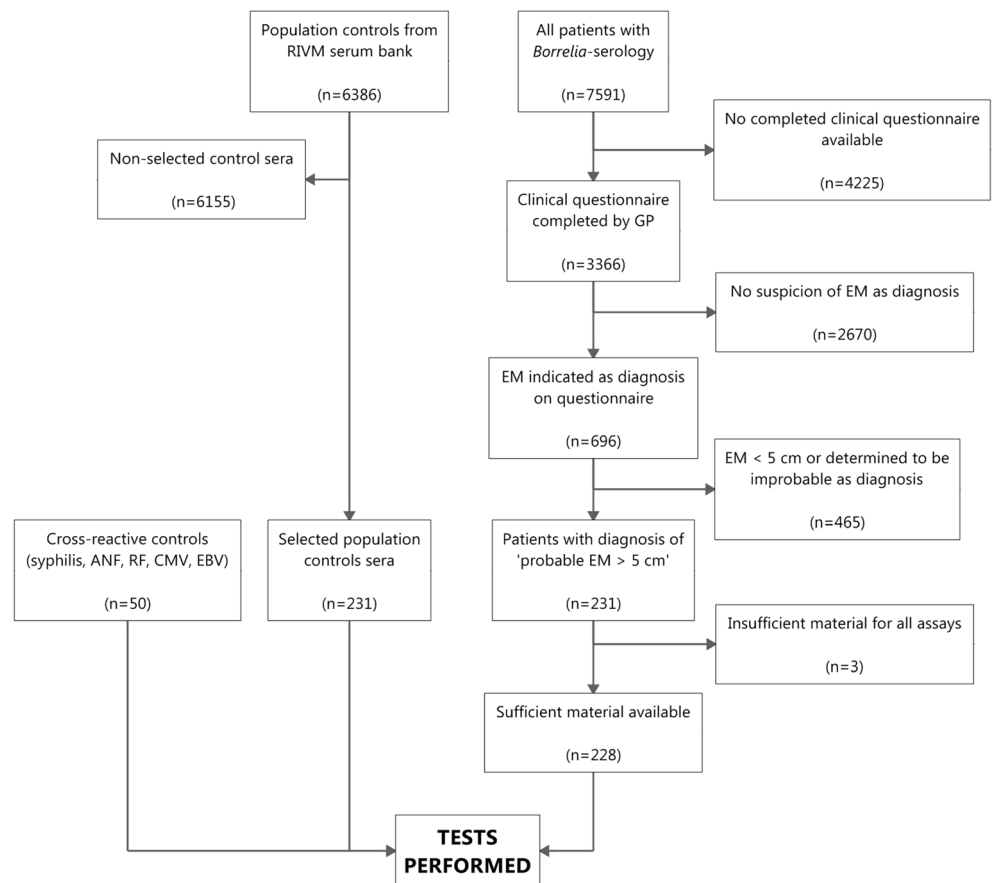 Population controls from
RIVM serum bank
(n=6386)
All patients with
Borrelia-serology
(n=7591)
No completed clinical questionnaire
available
(n=4225)
Non-selected control sera
(n=6155)
Clinical questionnaire
completed by GP
(n=3366)
No suspicion of EM as diagnosis
(n=2670)
EM indicated as diagnosis
on questionnaire
(n=696)
EM < 5 cm or determined to be
improbable as diagnosis
(n=465)
Cross-reactive controls
(syphilis, ANF, RF, CMV, EBV)
(n=50)
Selected population
controls sera
(n=231)
Patients with diagnosis of
'probable EM > 5 cm'
(n=231)
Insufficient material for all assays
(n=3)
Sufficient material available
(n=228)
TESTS
PERFORMED